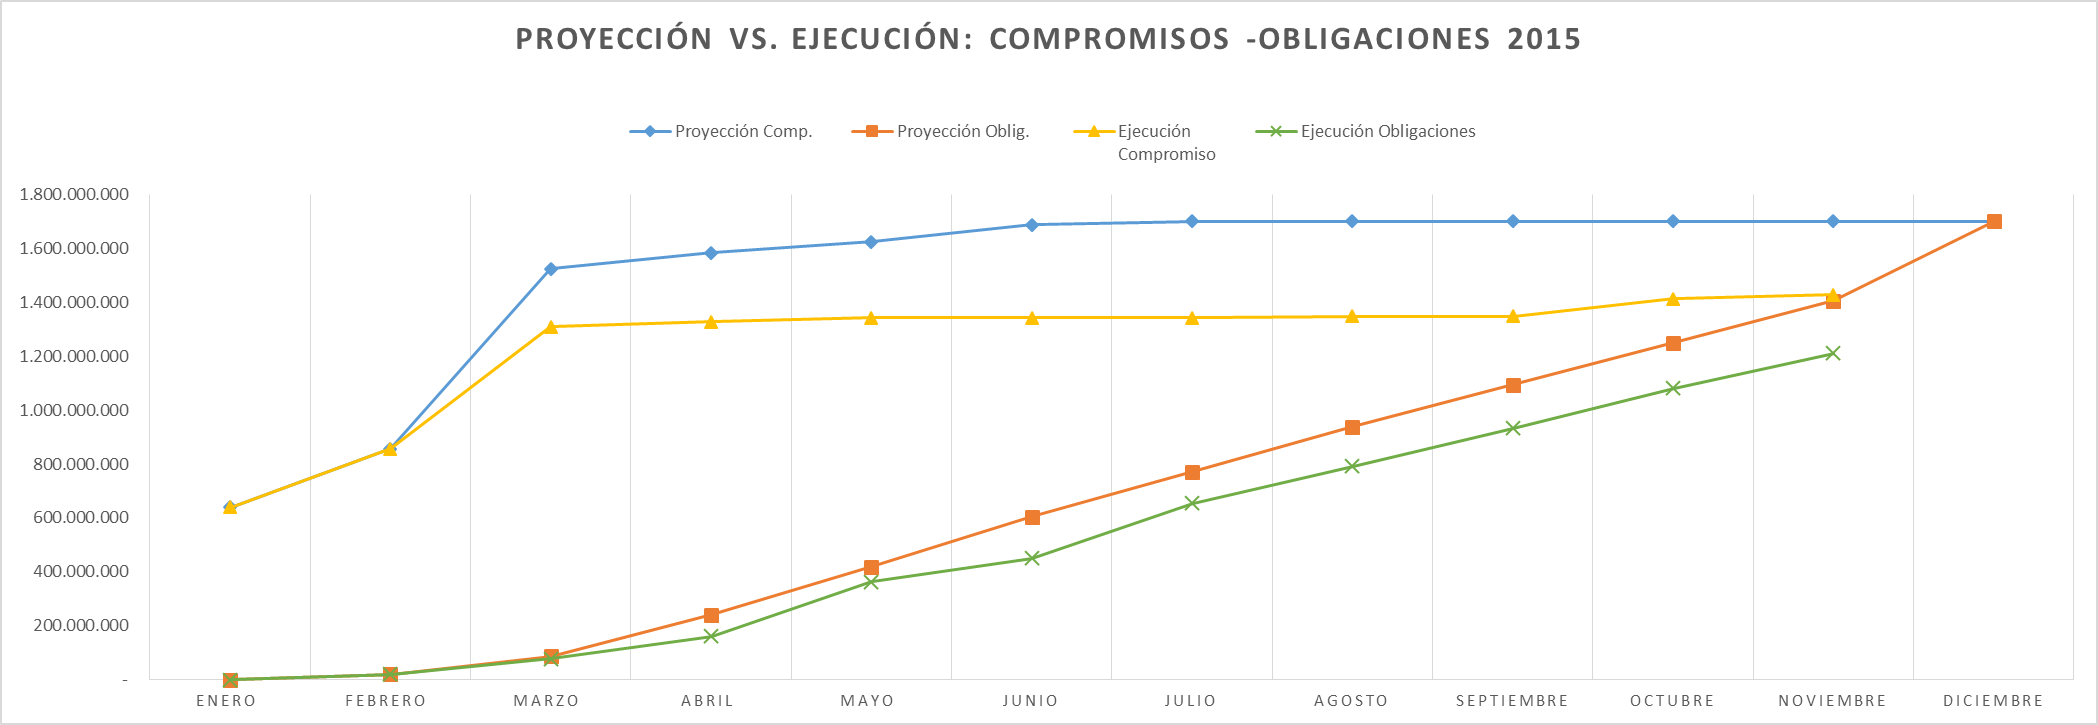 PROYECCIÓN VS. EJECUCIÓN: COMPROMISOS -OBLIGACIONES 2015
Proyección Comp.
Proyección Oblig.
Ejecución
Compromiso
Ejecución Obligaciones
1.800.000.000
1.600.000.000
1.400.000.000
1.200.000.000
1.000.000.000
800.000.000
600.000.000
400.000.000
200.000.000
-
ENERO FEBRERO MARZO ABRIL MAYO JUNIO JULIO AGOSTO SEPTIEMBRE OCTUBRE NOVIEMBRE DICIEMBRE